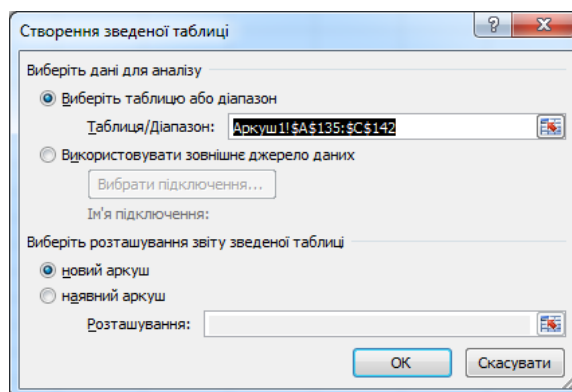 Створення зведеної таблиці
Виберіть дані для аналізу
Виберіть таблицю або діапазон
Таблиця/Діапазон: Аркуш1!$A$135:$C$142
Використовувати зовнішнє джерело даних
Вибрати підключення...
Ім'я підключення:
Виберіть розташування звіту зведеної таблиці
новий аркуш
наявний аркуш
Розташування:
OK Скасувати